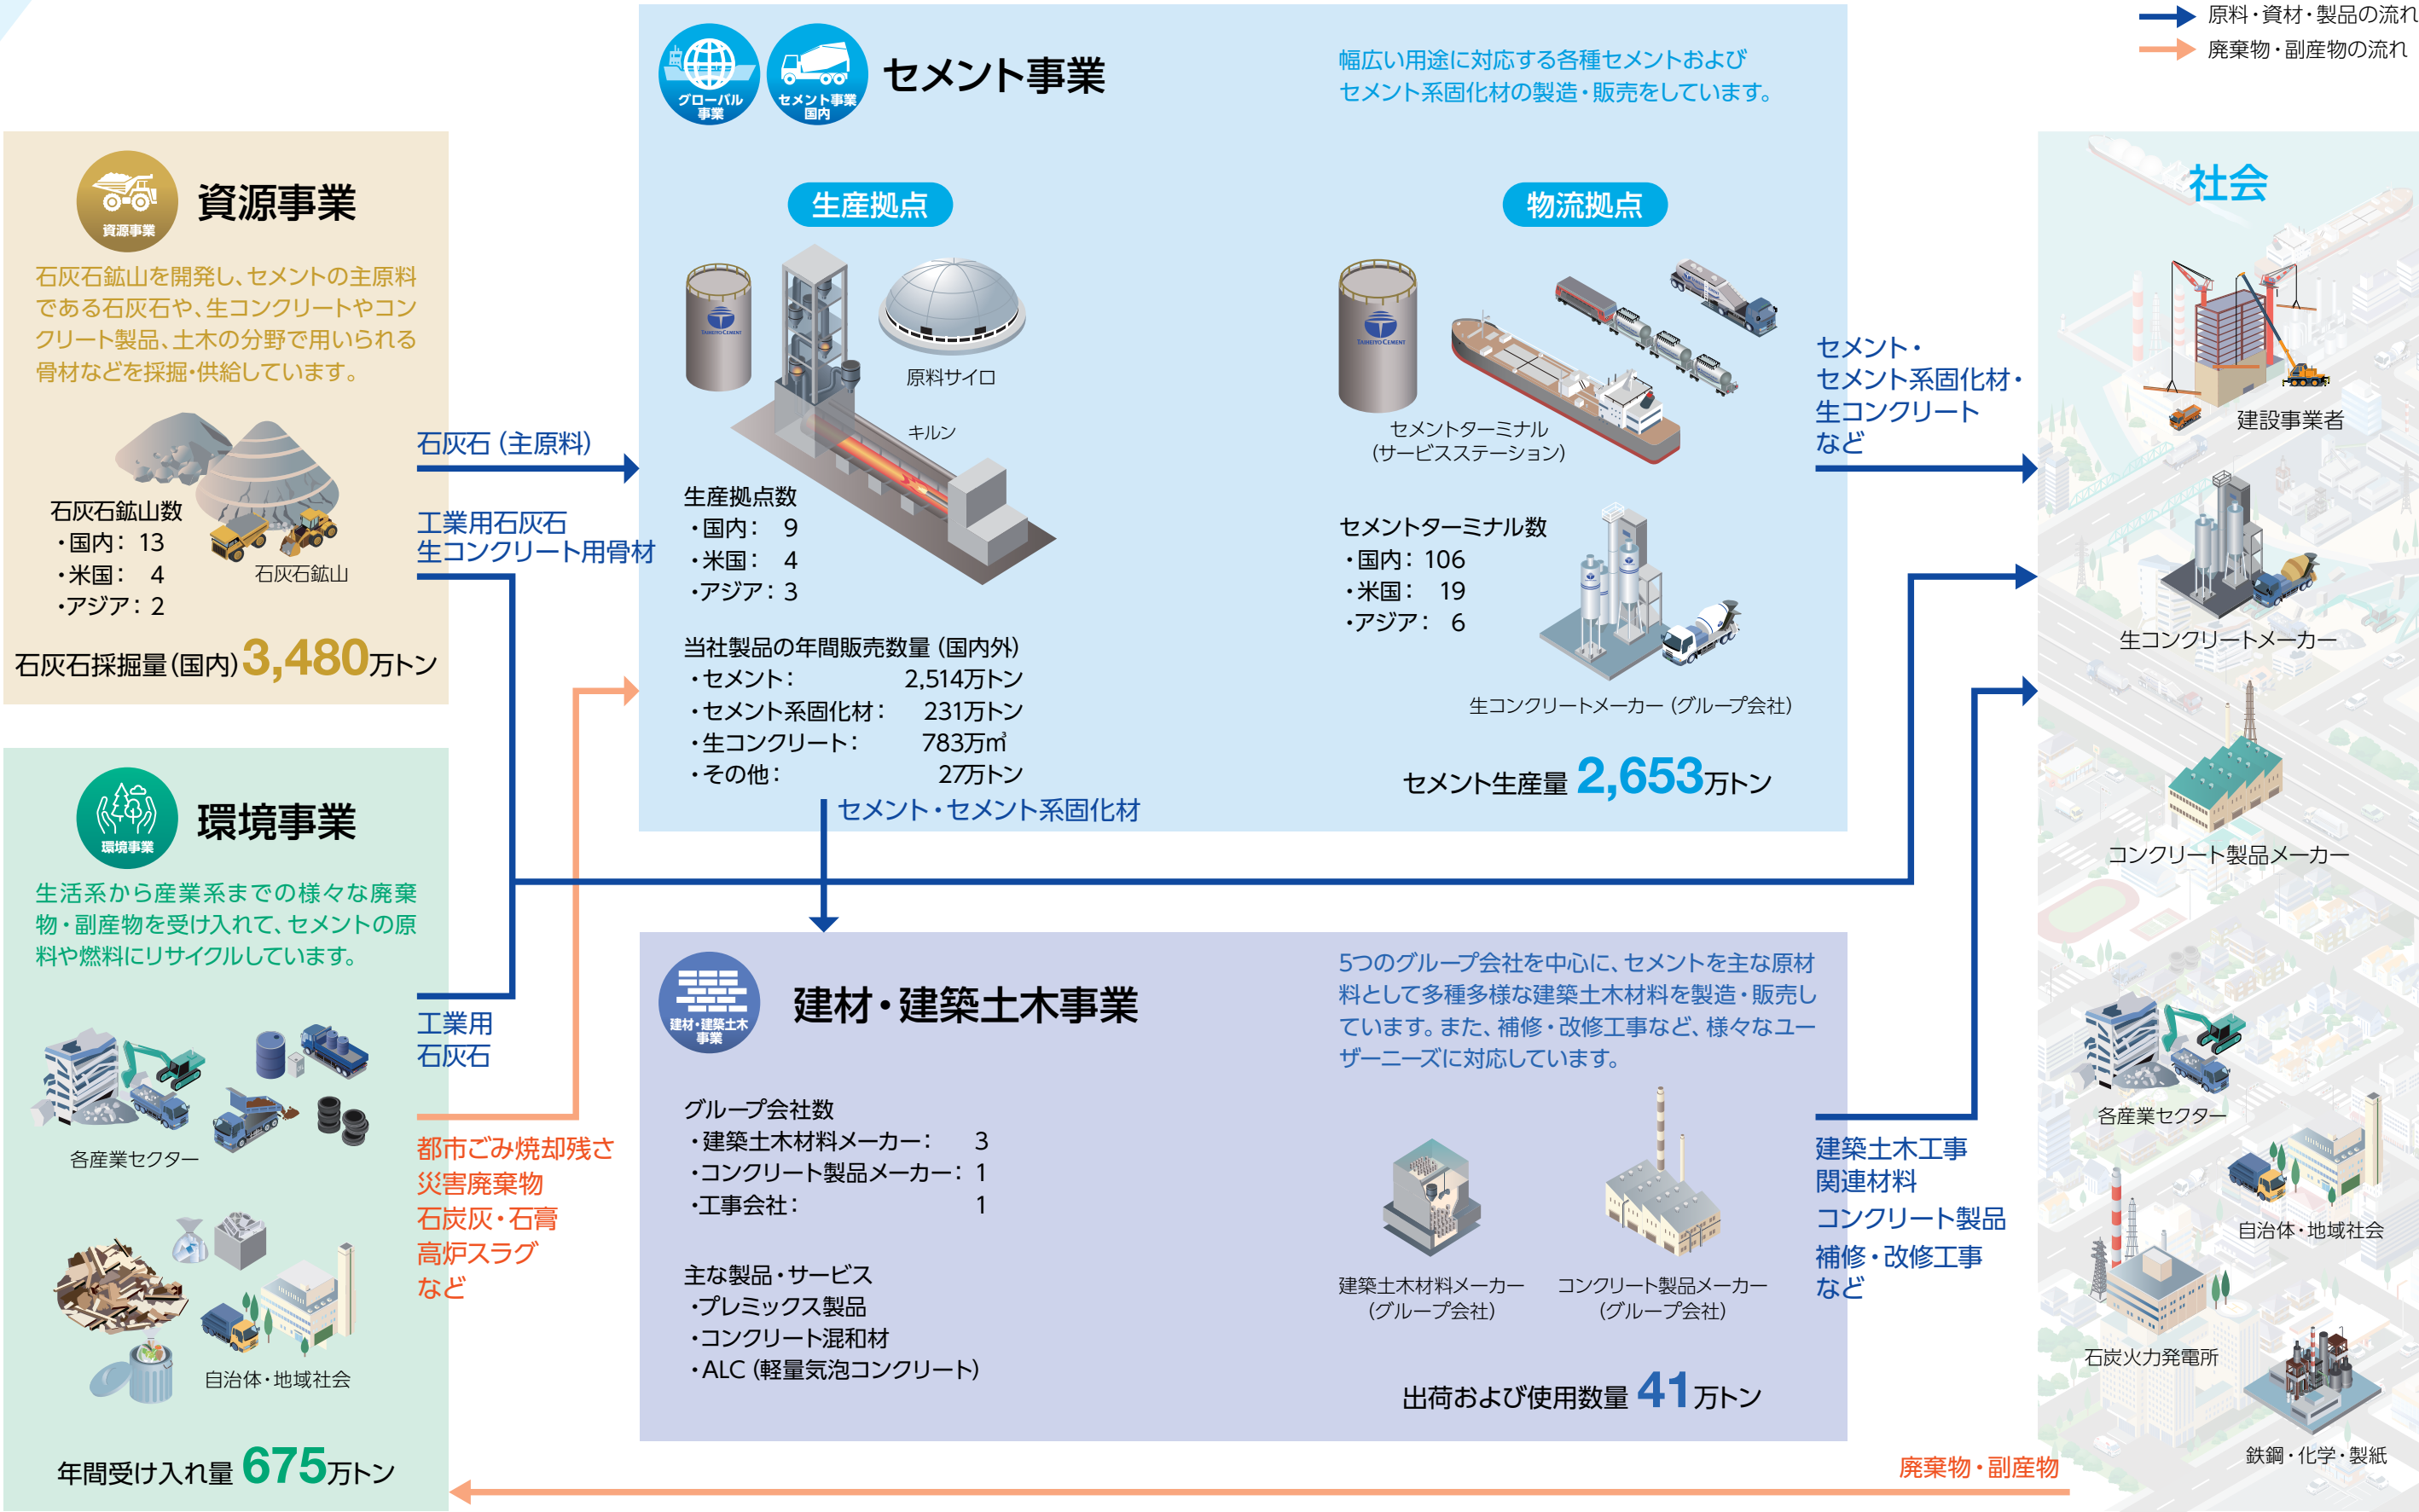 原料・資材・製品の流れ
廃棄物・副産物の流れ
資源事業
資源事業
石灰石鉱山を開発し、セメントの主原料
である石灰石や、生コンクリートやコン
クリート製品、土木の分野で用いられる
骨材などを採掘・供給しています。
石灰石鉱山数
・国内： 13
・米国： 4
・アジア： 2
石灰石鉱山
石灰石採掘量（国内）3,480万トン
石灰石（主原料）
工業用石灰石
生コンクリート用骨材
環境事業
環境事業
生活系から産業系までの様々な廃棄
物・副産物を受け入れて、セメントの原
料や燃料にリサイクルしています。
各産業セクター
自治体・地域社会
年間受け入れ量 675万トン
工業用
石灰石
都市ごみ焼却残さ
災害廃棄物
石炭灰・石膏
高炉スラグ
など
グローバル
事業
セメント事業
国内
セメント事業
幅広い用途に対応する各種セメントおよび
セメント系固化材の製造・販売をしています。
生産拠点
TAIHEIYO CEMENT
原料サイロ
キルン
生産拠点数
・国内： 9
・米国： 4
・アジア： 3
当社製品の年間販売数量（国内外）
・セメント： 2,514万トン
・セメント系固化材： 231万トン
・生コンクリート： 783万㎥
・その他： 27万トン
物流拠点
TAIHEIYO CEMENT
セメントターミナル
（サービスステーション）
セメントターミナル数
・国内： 106
・米国： 19
・アジア： 6
生コンクリートメーカー（グループ会社）
セメント生産量 2,653万トン
セメント・セメント系固化材
セメント・
セメント系固化材・
生コンクリート
など
建材・建築土木
事業
建材・建築土木事業
5つのグループ会社を中心に、セメントを主な原材
料として多種多様な建築土木材料を製造・販売し
ています。また、補修・改修工事など、様々なユー
ザーニーズに対応しています。
グループ会社数
・建築土木材料メーカー： 3
・コンクリート製品メーカー： 1
・工事会社： 1
主な製品・サービス
・プレミックス製品
・コンクリート混和材
・ALC（軽量気泡コンクリート）
建築土木材料メーカー
（グループ会社）
コンクリート製品メーカー
（グループ会社）
出荷および使用数量 41万トン
建築土木工事
関連材料
コンクリート製品
補修・改修工事
など
社会
建設事業者
生コンクリートメーカー
コンクリート製品メーカー
各産業セクター
自治体・地域社会
石炭火力発電所
鉄鋼・化学・製紙
廃棄物・副産物